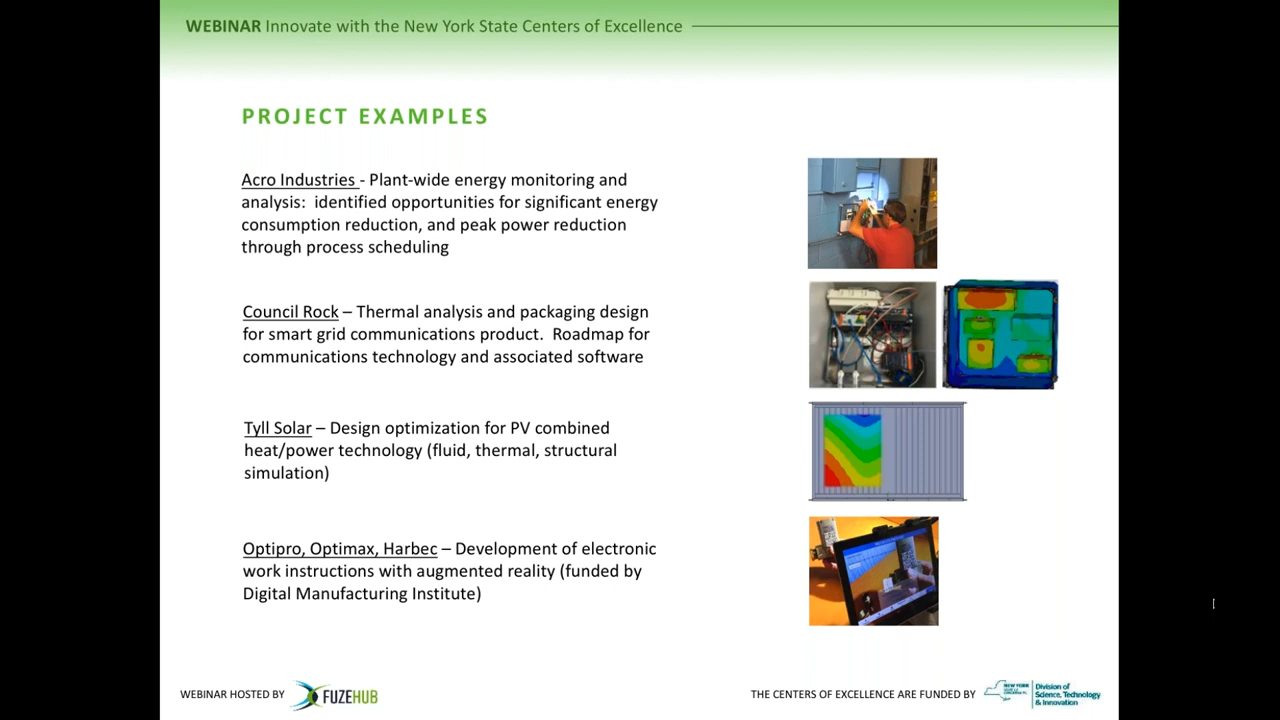 WEBINAR Innovate with the New York State Centers of Excellence
PROJECT EXAMPLES
Acro Industries - Plant-wide energy monitoring and
analysis: identified opportunities for significant energy
consumption reduction, and peak power reduction
through process scheduling
Council Rock – Thermal analysis and packaging design
for smart grid communications product. Roadmap for
communications technology and associated software
Tyll Solar – Design optimization for PV combined
heat/power technology (fluid, thermal, structural
simulation)
Optipro, Optimax, Harbec – Development of electronic
work instructions with augmented reality (funded by
Digital Manufacturing Institute)
WEBINAR HOSTED BY
FUZEHUB
THE CENTERS OF EXCELLENCE ARE FUNDED BY
NEW YORK
Division of
Science, Technology
& Innovation